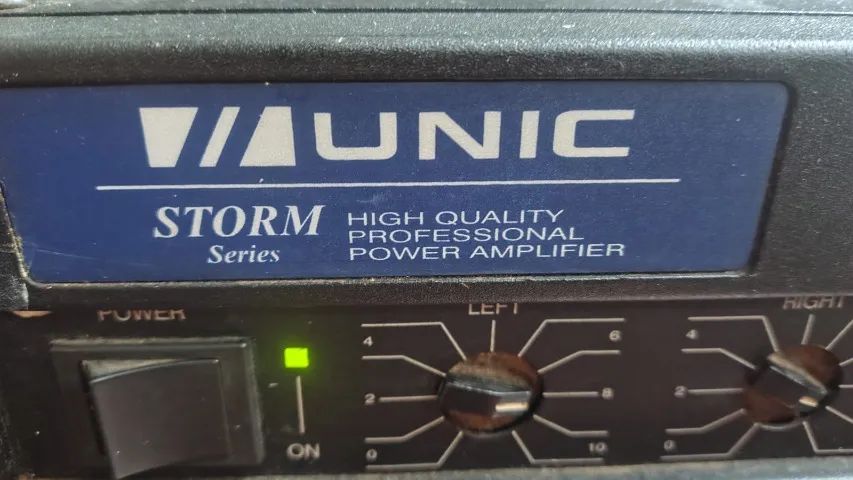 UNIC
STORM
Series
HIGH QUALITY
PROFESSIONAL
POWER AMPLIFIER
POWER
ON
LEFT
4
6
2
8
0
10
RIGHT
4
2
0